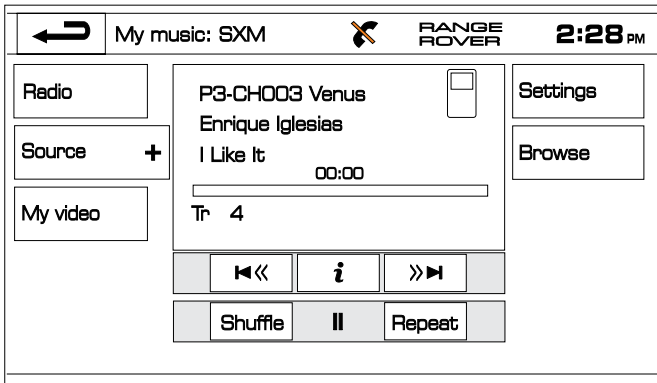 My music: SXM
RANGE ROVER
2:28 PM
Radio
Source +
My video
P3-CH003 Venus
Enrique Iglesias
I Like It
00:00
Tr 4
Settings
Browse
i
Shuffle
Repeat